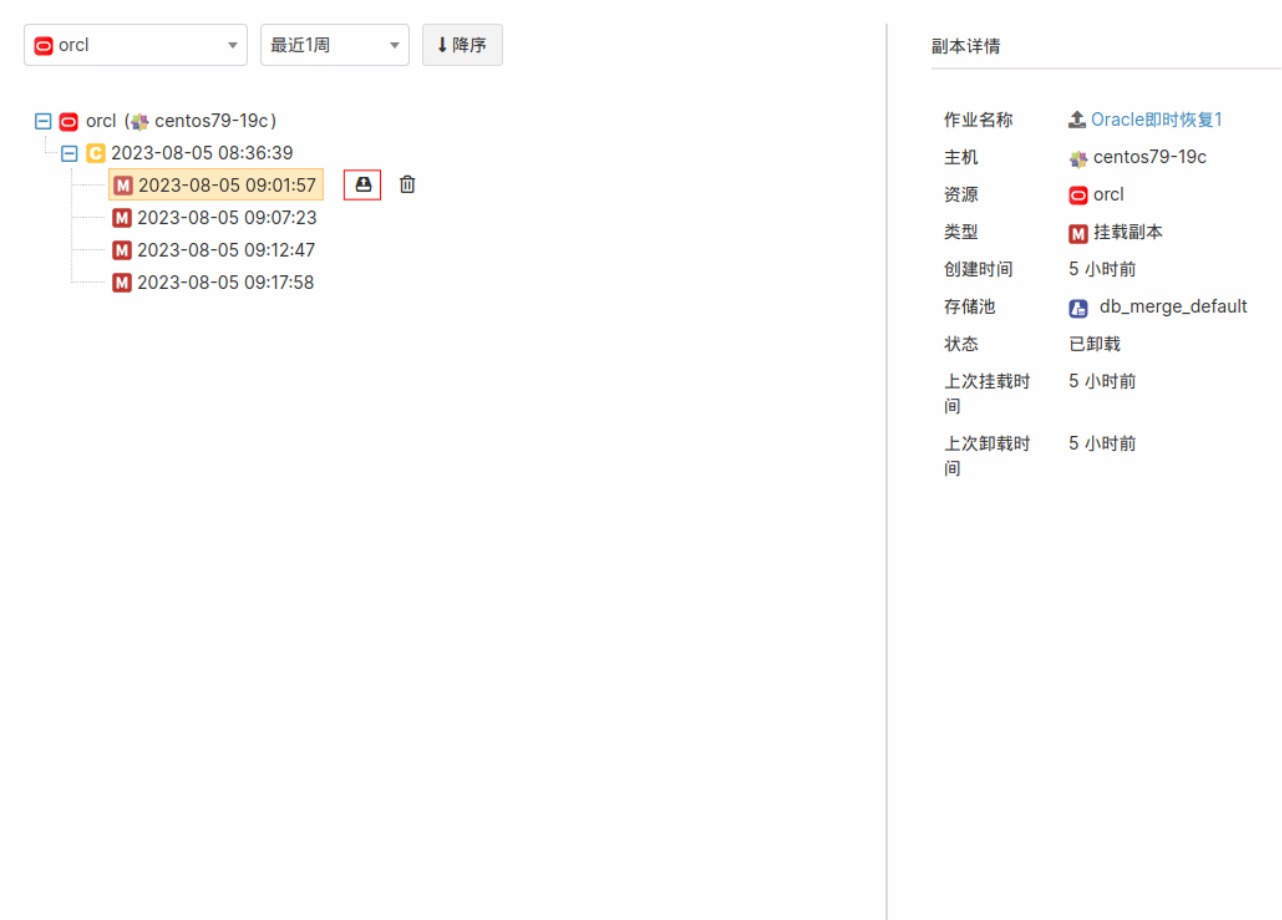 orcl 最近1周 降序
orcl (centos79-19c)
C 2023-08-05 08:36:39
M 2023-08-05 09:01:57
M 2023-08-05 09:07:23
M 2023-08-05 09:12:47
M 2023-08-05 09:17:58
副本详情
作业名称 Oracle即时恢复1
主机 centos79-19c
资源 orcl
类型 M 挂载副本
创建时间 5 小时前
存储池 db_merge_default
状态 已卸载
上次挂载时 5 小时前
间
上次卸载时 5 小时前
间